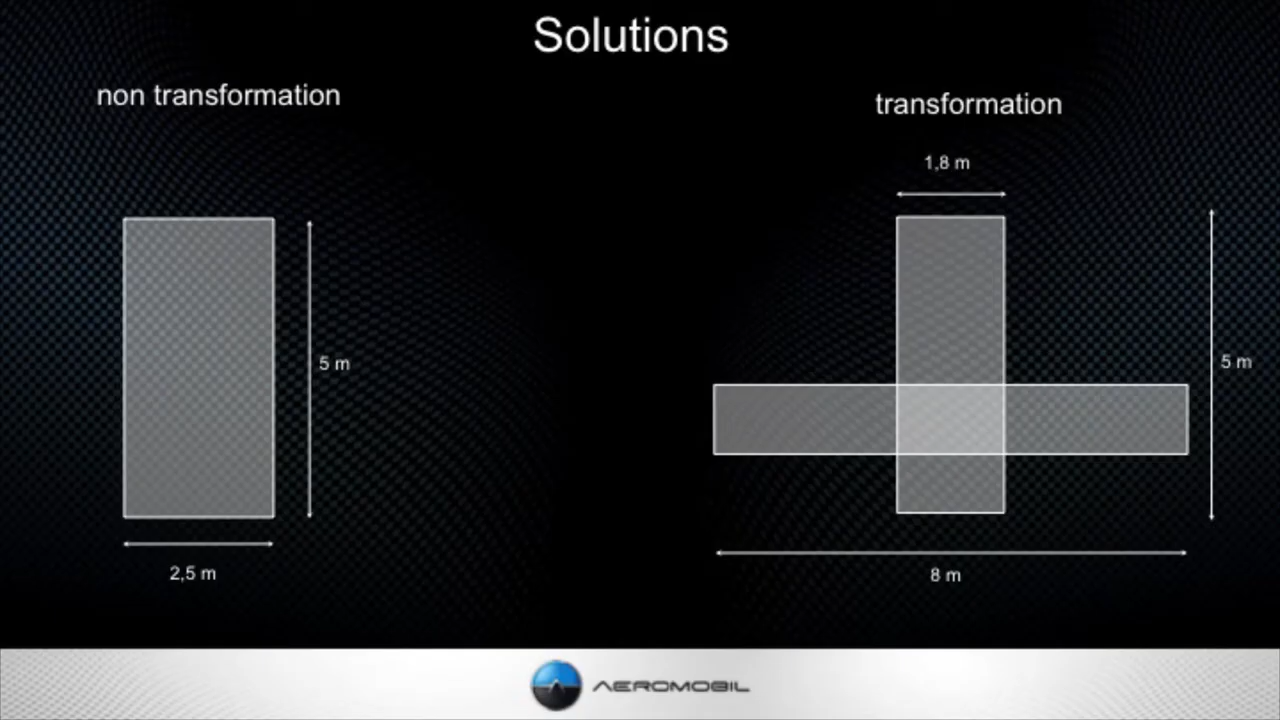 Solutions
non transformation
transformation
1,8 m
5 m
5 m
2,5 m
8 m
AEROMOBIL